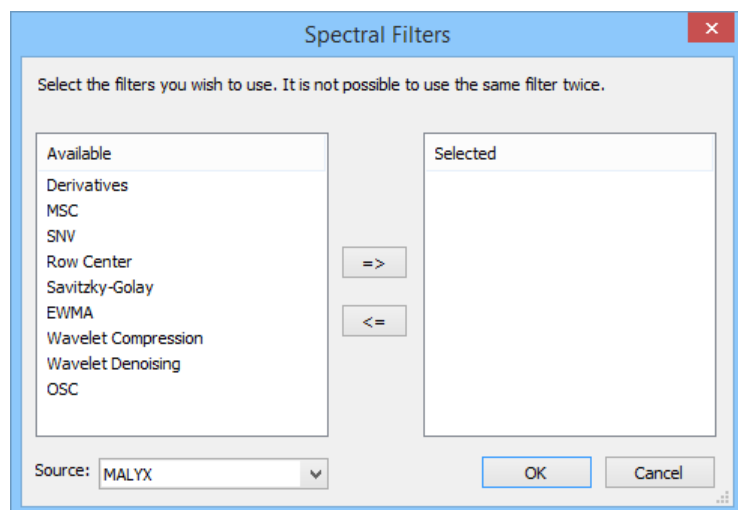 Spectral Filters
Select the filters you wish to use. It is not possible to use the same filter twice.
Available
Derivatives
MSC
SNV
Row Center
Savitzky-Golay
EWMA
Wavelet Compression
Wavelet Denoising
OSC
=>
<=
Selected
Source: MALYX
OK Cancel